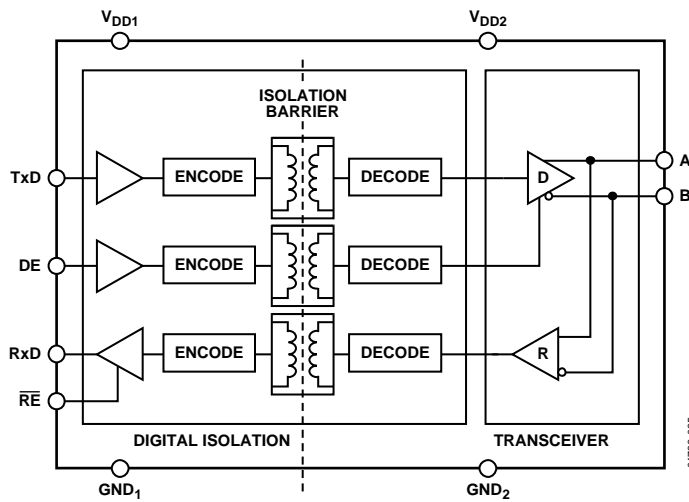 VDD1
VDD2
ISOLATION
BARRIER
TxD
ENCODE
DECODE
D
A
B
DE
ENCODE
DECODE
RxD
ENCODE
DECODE
R
RE
DIGITAL ISOLATION
TRANSCEIVER
GND1
GND2